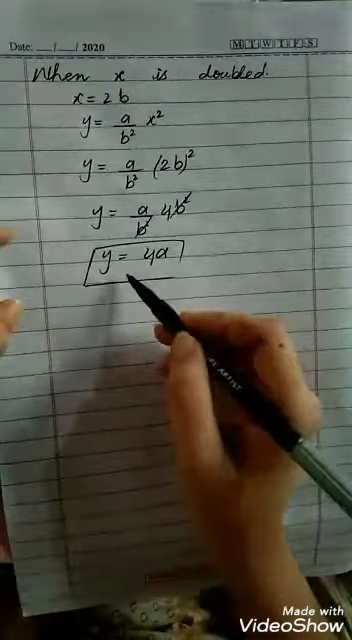 Date: __/__/2020 M T W T F S S
When x is doubled.
x = 2b
y = a/b² x²
y = a/b² (2b)²
y = a/b² 4b²
y = 4a
Made with
VideoShow